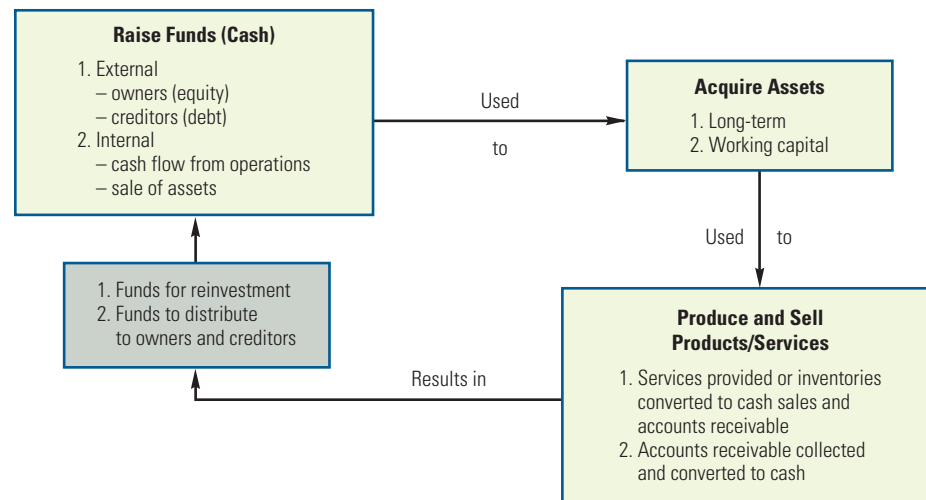 Raise Funds (Cash)
1. External
– owners (equity)
– creditors (debt)
2. Internal
– cash flow from operations
– sale of assets
Used
to
Acquire Assets
1. Long-term
2. Working capital
Used to
Produce and Sell
Products/Services
1. Services provided or inventories
converted to cash sales and
accounts receivable
2. Accounts receivable collected
and converted to cash
Results in
1. Funds for reinvestment
2. Funds to distribute
to owners and creditors